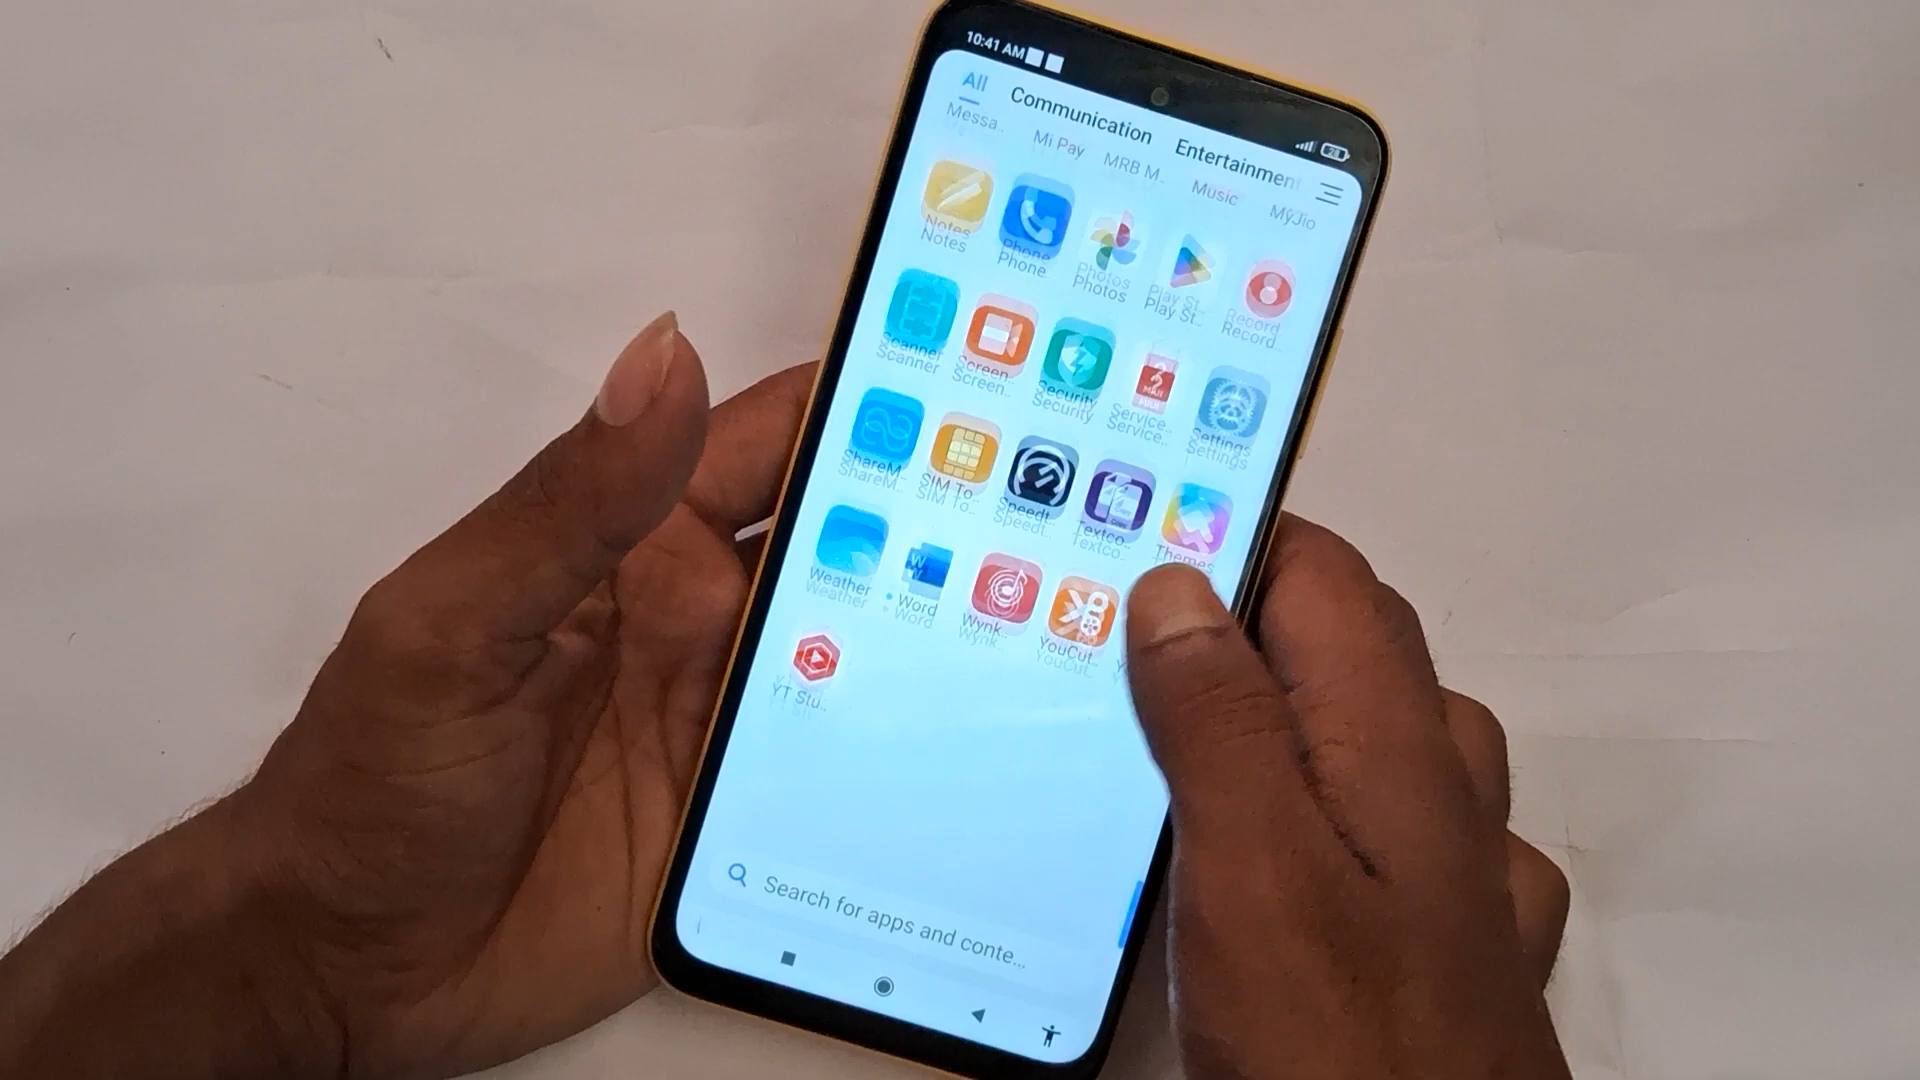 10:41 AM
28
All Communication Entertainmen
Messa.. Mi Pay MRB M.. Music MyJio
Notes Phone Photos Play St.. Record..
Scanner Screen.. Security Service.. Settings
ShareM.. SIM To.. Speedt.. Textco.. Themes
Weather Word Wynk.. YouCut..
YT Stu..
Search for apps and conte...